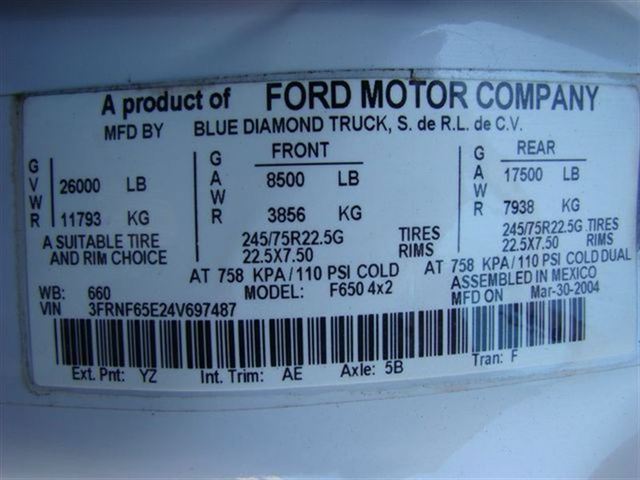 A product of FORD MOTOR COMPANY
MFD BY BLUE DIAMOND TRUCK, S. de R.L. de C.V.
GVWR 26000 LB
11793 KG
GAWR FRONT
8500 LB
3856 KG
GAWR REAR
17500 LB
7938 KG
A SUITABLE TIRE AND RIM CHOICE
245/75R22.5G TIRES
22.5X7.50 RIMS
AT 758 KPA/110 PSI COLD
245/75R22.5G TIRES
22.5X7.50 RIMS
AT 758 KPA/110 PSI COLD DUAL
WB: 660 MODEL: F650 4x2
ASSEMBLED IN MEXICO
VIN 3FRNF65E24V697487
MFD ON Mar-30-2004
Ext. Pnt: YZ Int. Trim: AE Axle: 5B Tran: F